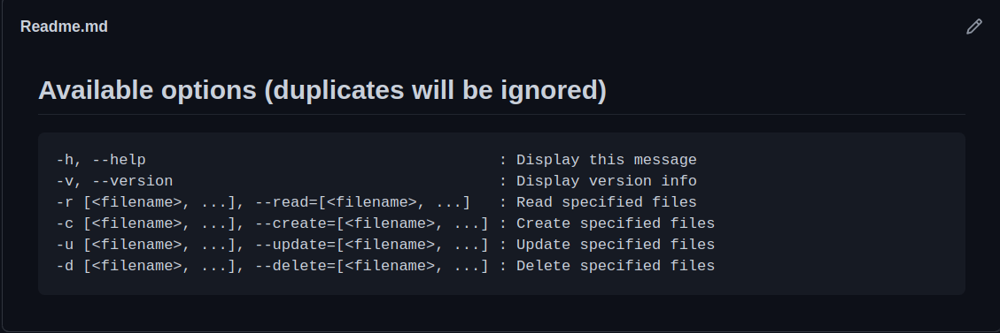 Readme.md
Available options (duplicates will be ignored)
-h, --help                                       : Display this message
-v, --version                                    : Display version info
-r [<filename>, ...], --read=[<filename>, ...]   : Read specified files
-c [<filename>, ...], --create=[<filename>, ...] : Create specified files
-u [<filename>, ...], --update=[<filename>, ...] : Update specified files
-d [<filename>, ...], --delete=[<filename>, ...] : Delete specified files